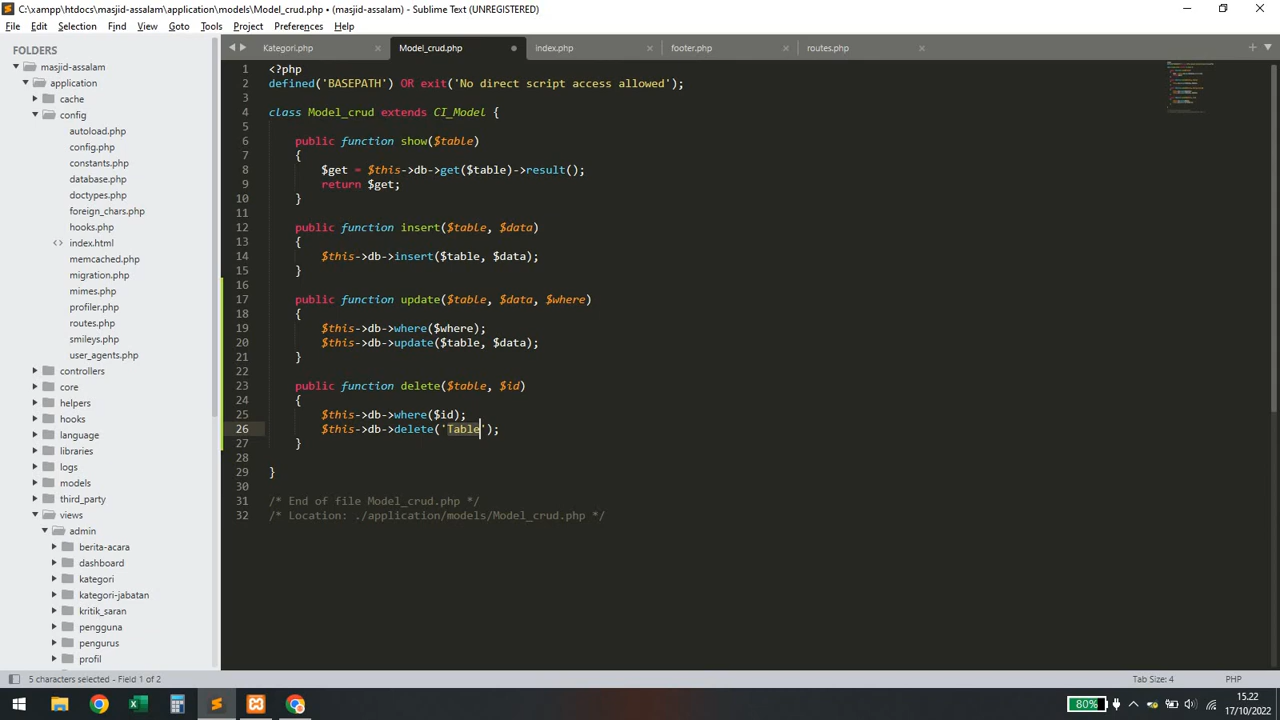 C:\xampp\htdocs\masjid-assalam\application\models\Model_crud.php • (masjid-assalam) - Sublime Text (UNREGISTERED)
File Edit Selection Find View Goto Tools Project Preferences Help
FOLDERS
masjid-assalam
application
cache
config
autoload.php
config.php
constants.php
database.php
doctypes.php
foreign_chars.php
hooks.php
index.html
memcached.php
migration.php
mimes.php
profiler.php
routes.php
smileys.php
user_agents.php
controllers
core
helpers
hooks
language
libraries
logs
models
third_party
views
admin
berita-acara
dashboard
kategori
kategori-jabatan
kritik_saran
pengguna
pengurus
profil
Kategori.php Model_crud.php index.php footer.php routes.php
1 <?php
2 defined('BASEPATH') OR exit('No direct script access allowed');
3
4 class Model_crud extends CI_Model {
5
6 public function show($table)
7 {
8 $get = $this->db->get($table)->result();
9 return $get;
10 }
11
12 public function insert($table, $data)
13 {
14 $this->db->insert($table, $data);
15 }
16
17 public function update($table, $data, $where)
18 {
19 $this->db->where($where);
20 $this->db->update($table, $data);
21 }
22
23 public function delete($table, $id)
24 {
25 $this->db->where($id);
26 $this->db->delete('Table');
27 }
28
29 }
30
31 /* End of file Model_crud.php */
32 /* Location: ./application/models/Model_crud.php */
5 characters selected - Field 1 of 2 Tab Size: 4 PHP
80% 15.22
17/10/2022